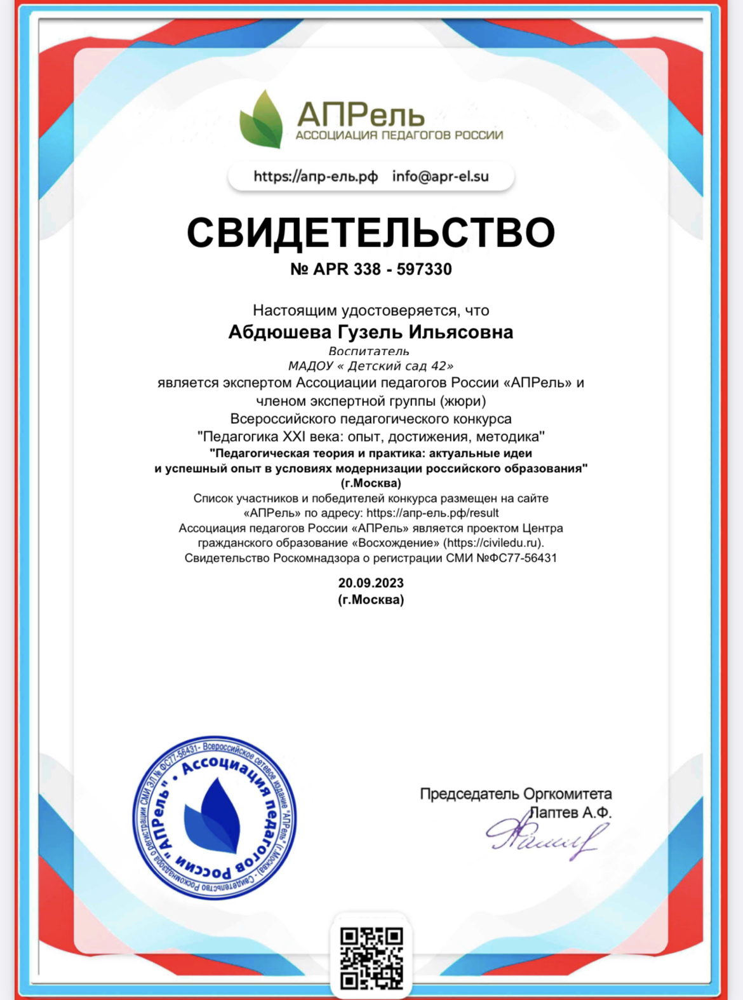 АПРель
АССОЦИАЦИЯ ПЕДАГОГОВ РОССИИ
https://апр-ель.рф info@apr-el.su
СВИДЕТЕЛЬСТВО
№ APR 338 - 597330
Настоящим удостоверяется, что
Абдюшева Гузель Ильясовна
Воспитатель
МАДОУ « Детский сад 42»
является экспертом Ассоциации педагогов России «АПРель» и
членом экспертной группы (жюри)
Всероссийского педагогического конкурса
"Педагогика XXI века: опыт, достижения, методика"
"Педагогическая теория и практика: актуальные идеи
и успешный опыт в условиях модернизации российского образования"
(г.Москва)
Список участников и победителей конкурса размещен на сайте
«АПРель» по адресу: https://апр-ель.рф/result
Ассоциация педагогов России «АПРель» является проектом Центра
гражданского образование «Восхождение» (https://civiledu.ru).
Свидетельство Роскомнадзора о регистрации СМИ №ФС77-56431
20.09.2023
(г.Москва)
Всероссийское сетевое издание "АПРель" (г.Москва) - Свидетельство Роскомнадзора о регистрации СМИ ЭЛ № ФС77-56431-
• Ассоциация педагогов России "АПРель"
Председатель Оргкомитета
Лаптев А.Ф.